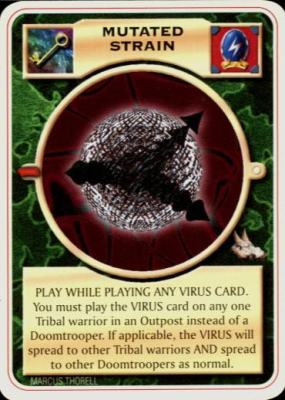 MUTATED
STRAIN
PLAY WHILE PLAYING ANY VIRUS CARD.
You must play the VIRUS card on any one
Tribal warrior in an Outpost instead of a
Doomtrooper. If applicable, the VIRUS will
spread to other Tribal warriors AND spread
to other Doomtroopers as normal.
MARCUS THORELL